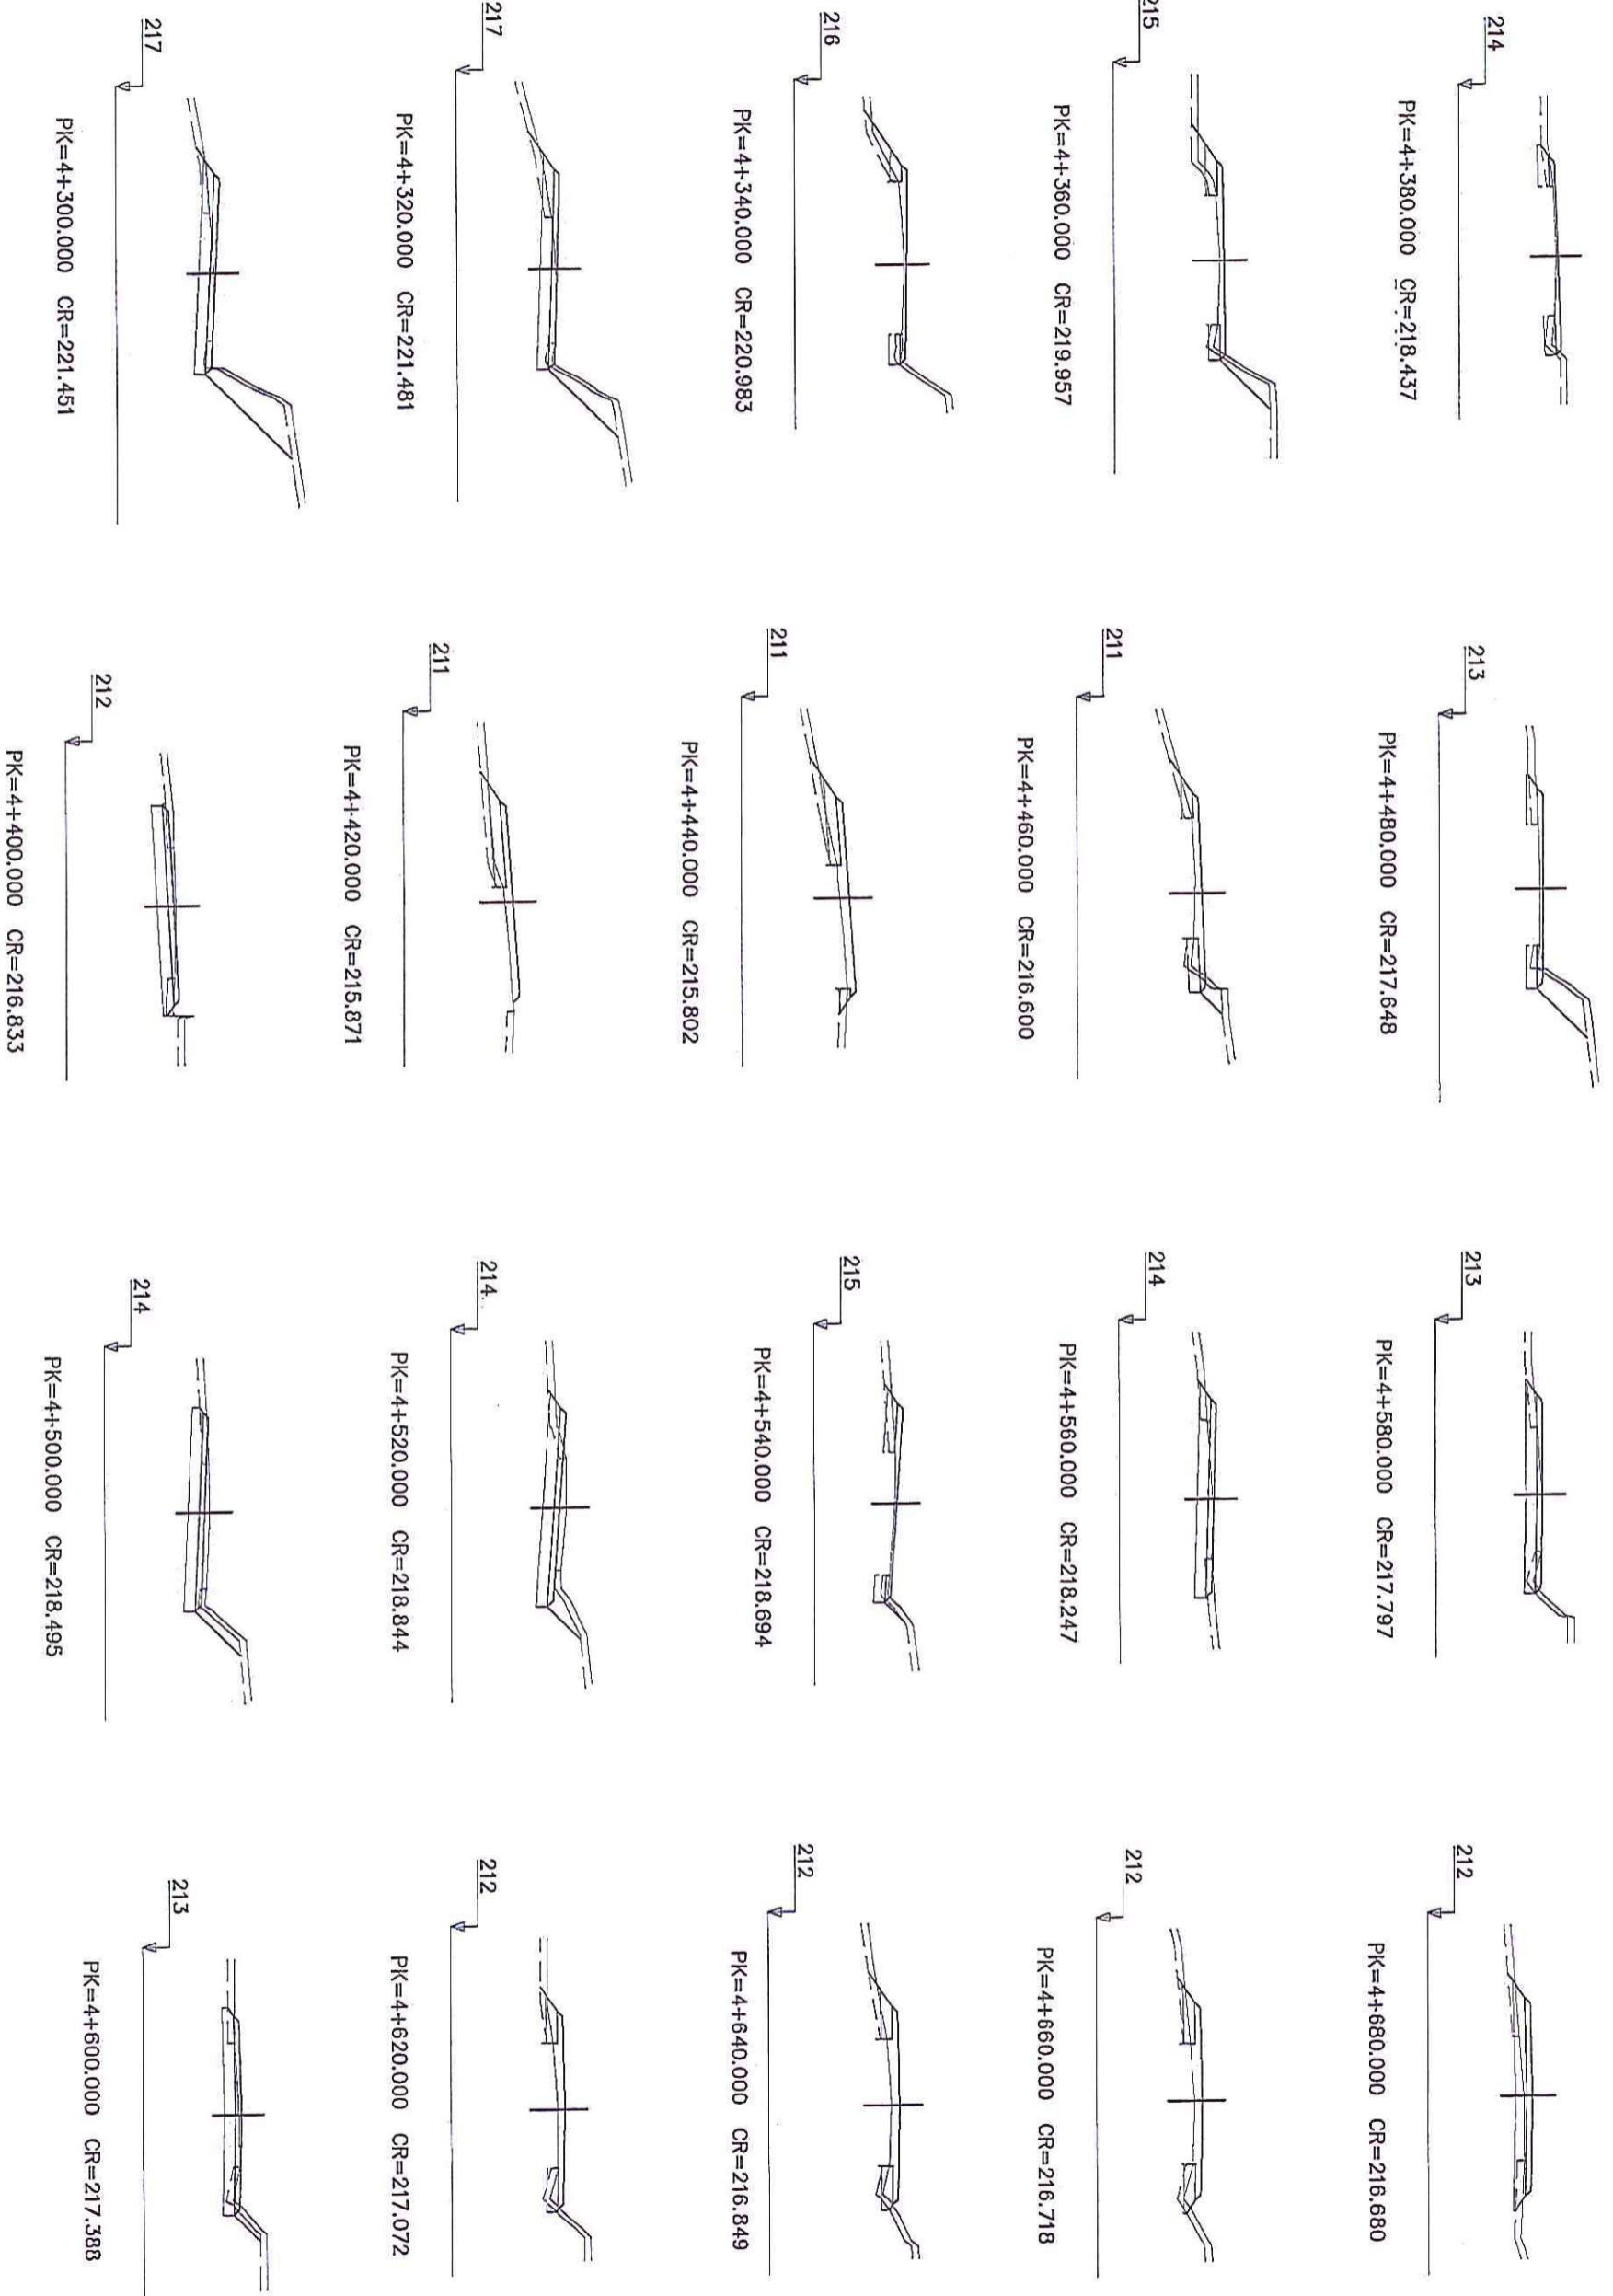 214
PK=4+380.000 CR=218.437
213
PK=4+480.000 CR=217.648
213
PK=4+580.000 CR=217.797
212
PK=4+680.000 CR=216.680
215
PK=4+360.000 CR=219.957
211
PK=4+460.000 CR=216.600
214
PK=4+560.000 CR=218.247
212
PK=4+660.000 CR=216.718
216
PK=4+340.000 CR=220.983
211
PK=4+440.000 CR=215.802
215
PK=4+540.000 CR=218.694
212
PK=4+640.000 CR=216.849
217
PK=4+320.000 CR=221.481
211
PK=4+420.000 CR=215.871
214
PK=4+520.000 CR=218.844
212
PK=4+620.000 CR=217.072
217
PK=4+300.000 CR=221.451
212
PK=4+400.000 CR=216.833
214
PK=4+500.000 CR=218.495
213
PK=4+600.000 CR=217.388